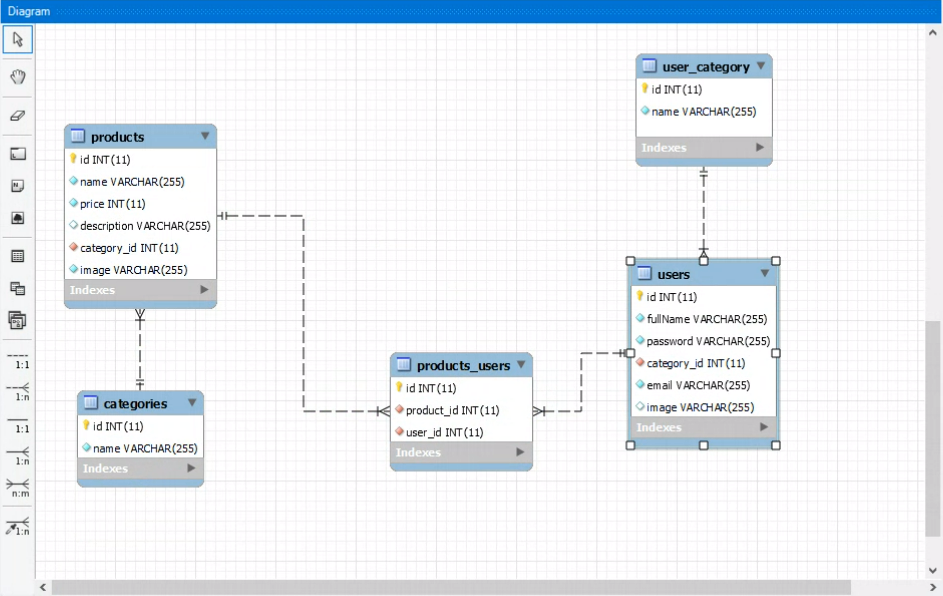 Diagram
user_category
id INT(11)
name VARCHAR(255)
Indexes
products
id INT(11)
name VARCHAR(255)
price INT(11)
description VARCHAR(255)
category_id INT(11)
image VARCHAR(255)
Indexes
users
id INT(11)
fullName VARCHAR(255)
password VARCHAR(255)
category_id INT(11)
email VARCHAR(255)
image VARCHAR(255)
Indexes
products_users
id INT(11)
product_id INT(11)
user_id INT(11)
Indexes
categories
id INT(11)
name VARCHAR(255)
Indexes
1:1
1:n
1:1
1:n
n:m
1:n